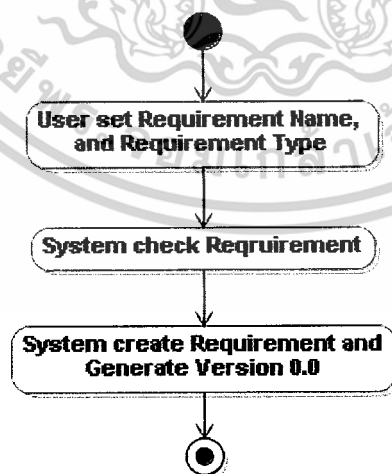 User set Requirement Name,
and Requirement Type
System check Reqruirement
System create Requirement and
Generate Version 0.0